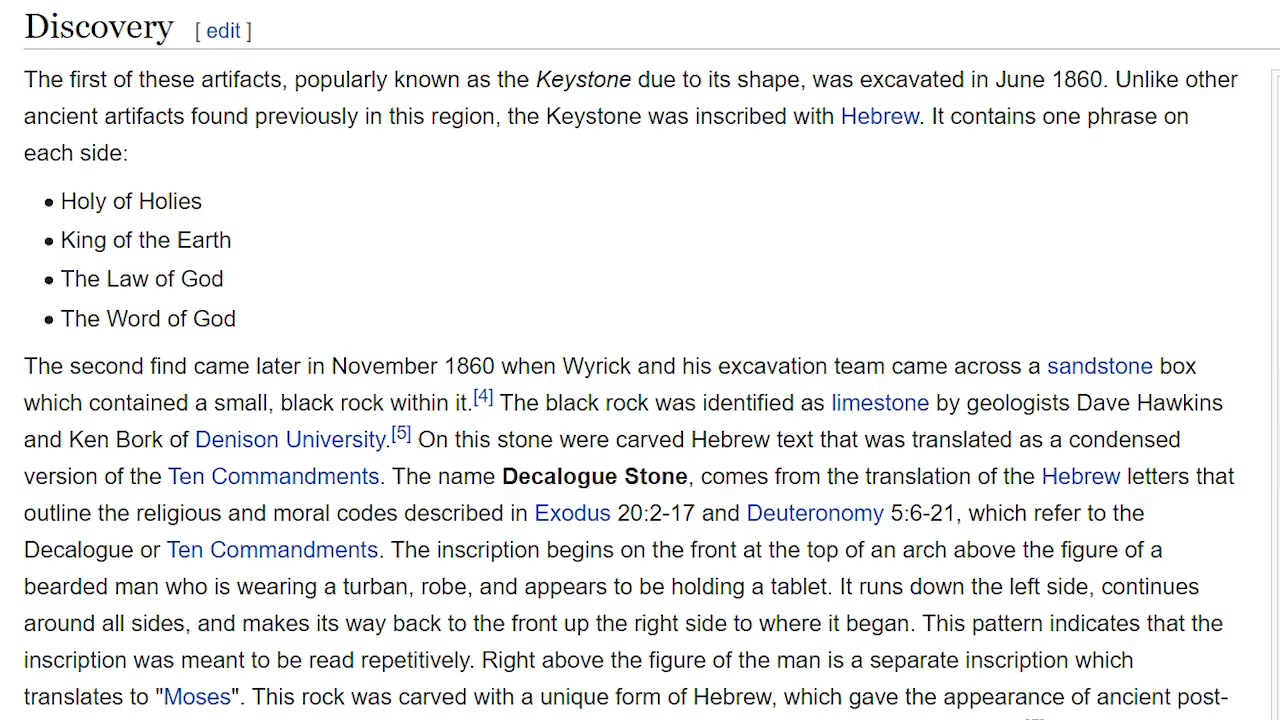 Discovery [ edit ]
The first of these artifacts, popularly known as the Keystone due to its shape, was excavated in June 1860. Unlike other
ancient artifacts found previously in this region, the Keystone was inscribed with Hebrew. It contains one phrase on
each side:
• Holy of Holies
• King of the Earth
• The Law of God
• The Word of God
The second find came later in November 1860 when Wyrick and his excavation team came across a sandstone box
which contained a small, black rock within it.[4] The black rock was identified as limestone by geologists Dave Hawkins
and Ken Bork of Denison University.[5] On this stone were carved Hebrew text that was translated as a condensed
version of the Ten Commandments. The name Decalogue Stone, comes from the translation of the Hebrew letters that
outline the religious and moral codes described in Exodus 20:2-17 and Deuteronomy 5:6-21, which refer to the
Decalogue or Ten Commandments. The inscription begins on the front at the top of an arch above the figure of a
bearded man who is wearing a turban, robe, and appears to be holding a tablet. It runs down the left side, continues
around all sides, and makes its way back to the front up the right side to where it began. This pattern indicates that the
inscription was meant to be read repetitively. Right above the figure of the man is a separate inscription which
translates to "Moses". This rock was carved with a unique form of Hebrew, which gave the appearance of ancient post-